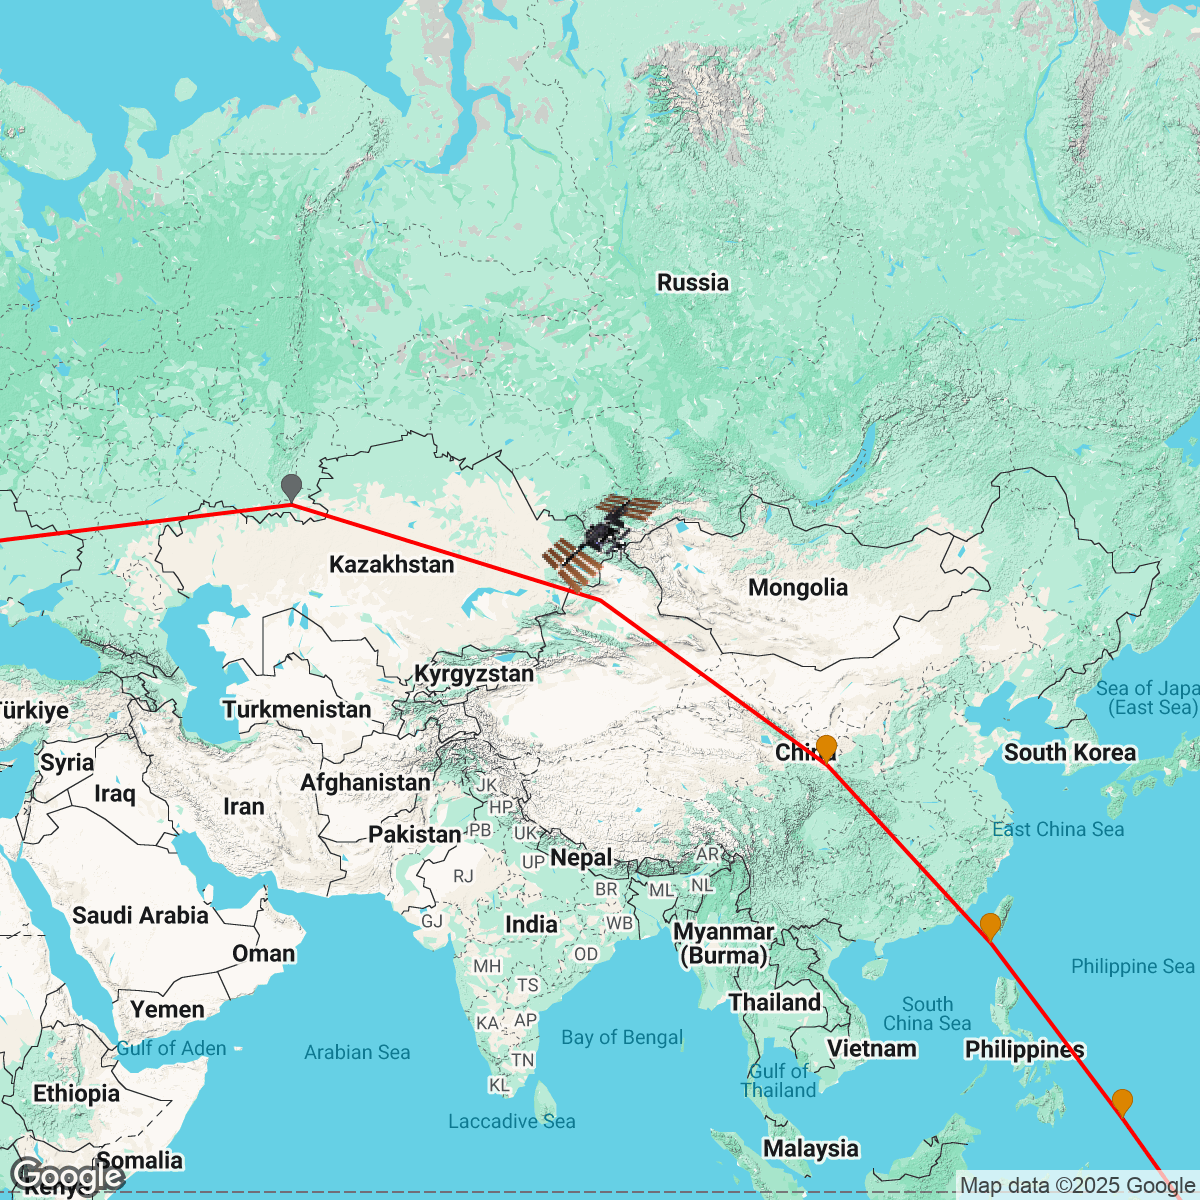 Russia
Kazakhstan
Mongolia
Kyrgyzstan
Sea of Japa
(East Sea)
Türkiye
Turkmenistan
China
South Korea
Syria
Afghanistan
JK
Iraq
Iran
HP
Pakistan
PB
UK
East China Sea
UP
Nepal
AR
RJ
BR
ML
NL
Saudi Arabia
GJ
India
WB
Myanmar
(Burma)
Oman
OD
MH
Philippine Sea
TS
Yemen
Thailand
South
China Sea
KA
AP
Gulf of Aden
Arabian Sea
Bay of Bengal
Vietnam
Philippines
TN
Gulf of
Thailand
KL
Ethiopia
Laccadive Sea
Malaysia
Somalia
Google
Kenya
Map data ©2025 Google